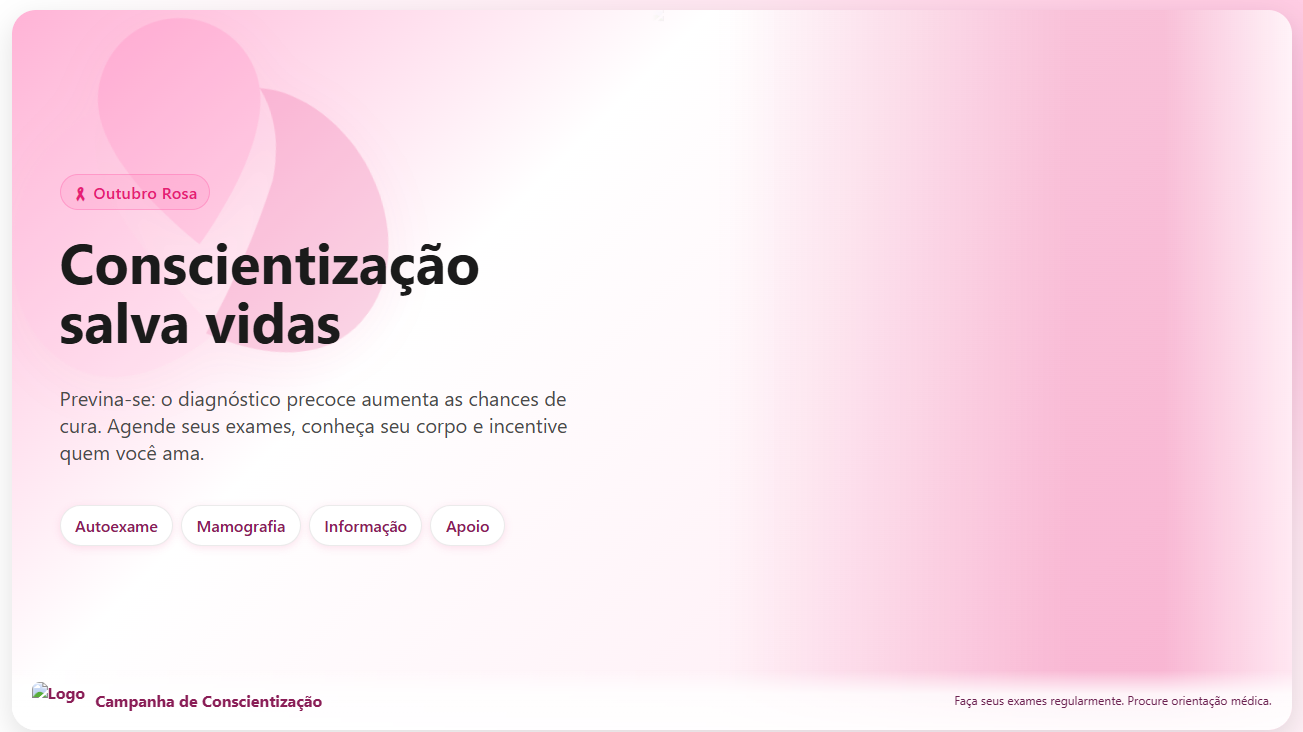 Outubro Rosa
Conscientização
salva vidas
Previna-se: o diagnóstico precoce aumenta as chances de
cura. Agende seus exames, conheça seu corpo e incentive
quem você ama.
Autoexame
Mamografia
Informação
Apoio
Logo
Campanha de Conscientização
Faça seus exames regularmente. Procure orientação médica.